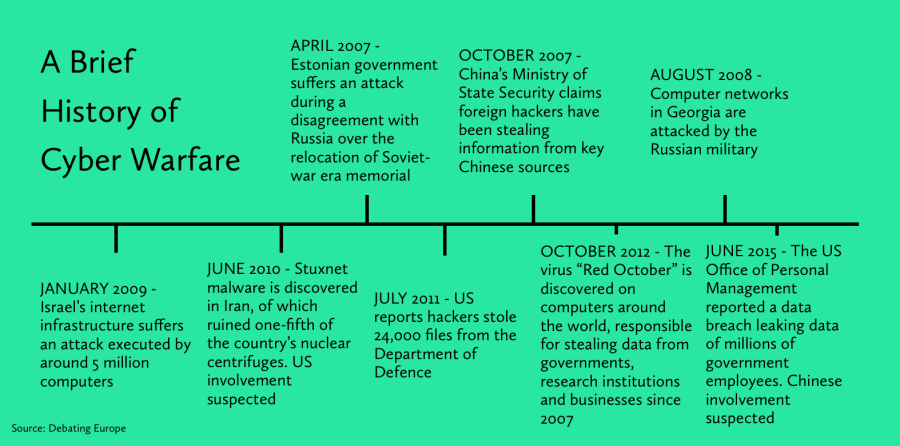 A Brief
History of
Cyber Warfare
APRIL 2007 -
Estonian government
suffers an attack
during a
disagreement with
Russia over the
relocation of Soviet-
war era memorial
OCTOBER 2007 -
China's Ministry of
State Security claims
foreign hackers have
been stealing
information from key
Chinese sources
AUGUST 2008 -
Computer networks
in Georgia are
attacked by the
Russian military
JANUARY 2009 -
Israel's internet
infrastructure suffers
an attack executed by
around 5 million
computers
JUNE 2010 - Stuxnet
malware is discovered
in Iran, of which
ruined one-fifth of
the country's nuclear
centrifuges. US
involvement
suspected
JULY 2011 - US
reports hackers stole
24,000 files from the
Department of
Defence
OCTOBER 2012 - The
virus “Red October” is
discovered on
computers around
the world, responsible
for stealing data from
governments,
research institutions
and businesses since
2007
JUNE 2015 - The US
Office of Personal
Management
reported a data
breach leaking data
of millions of
government
employees. Chinese
involvement
suspected
Source: Debating Europe